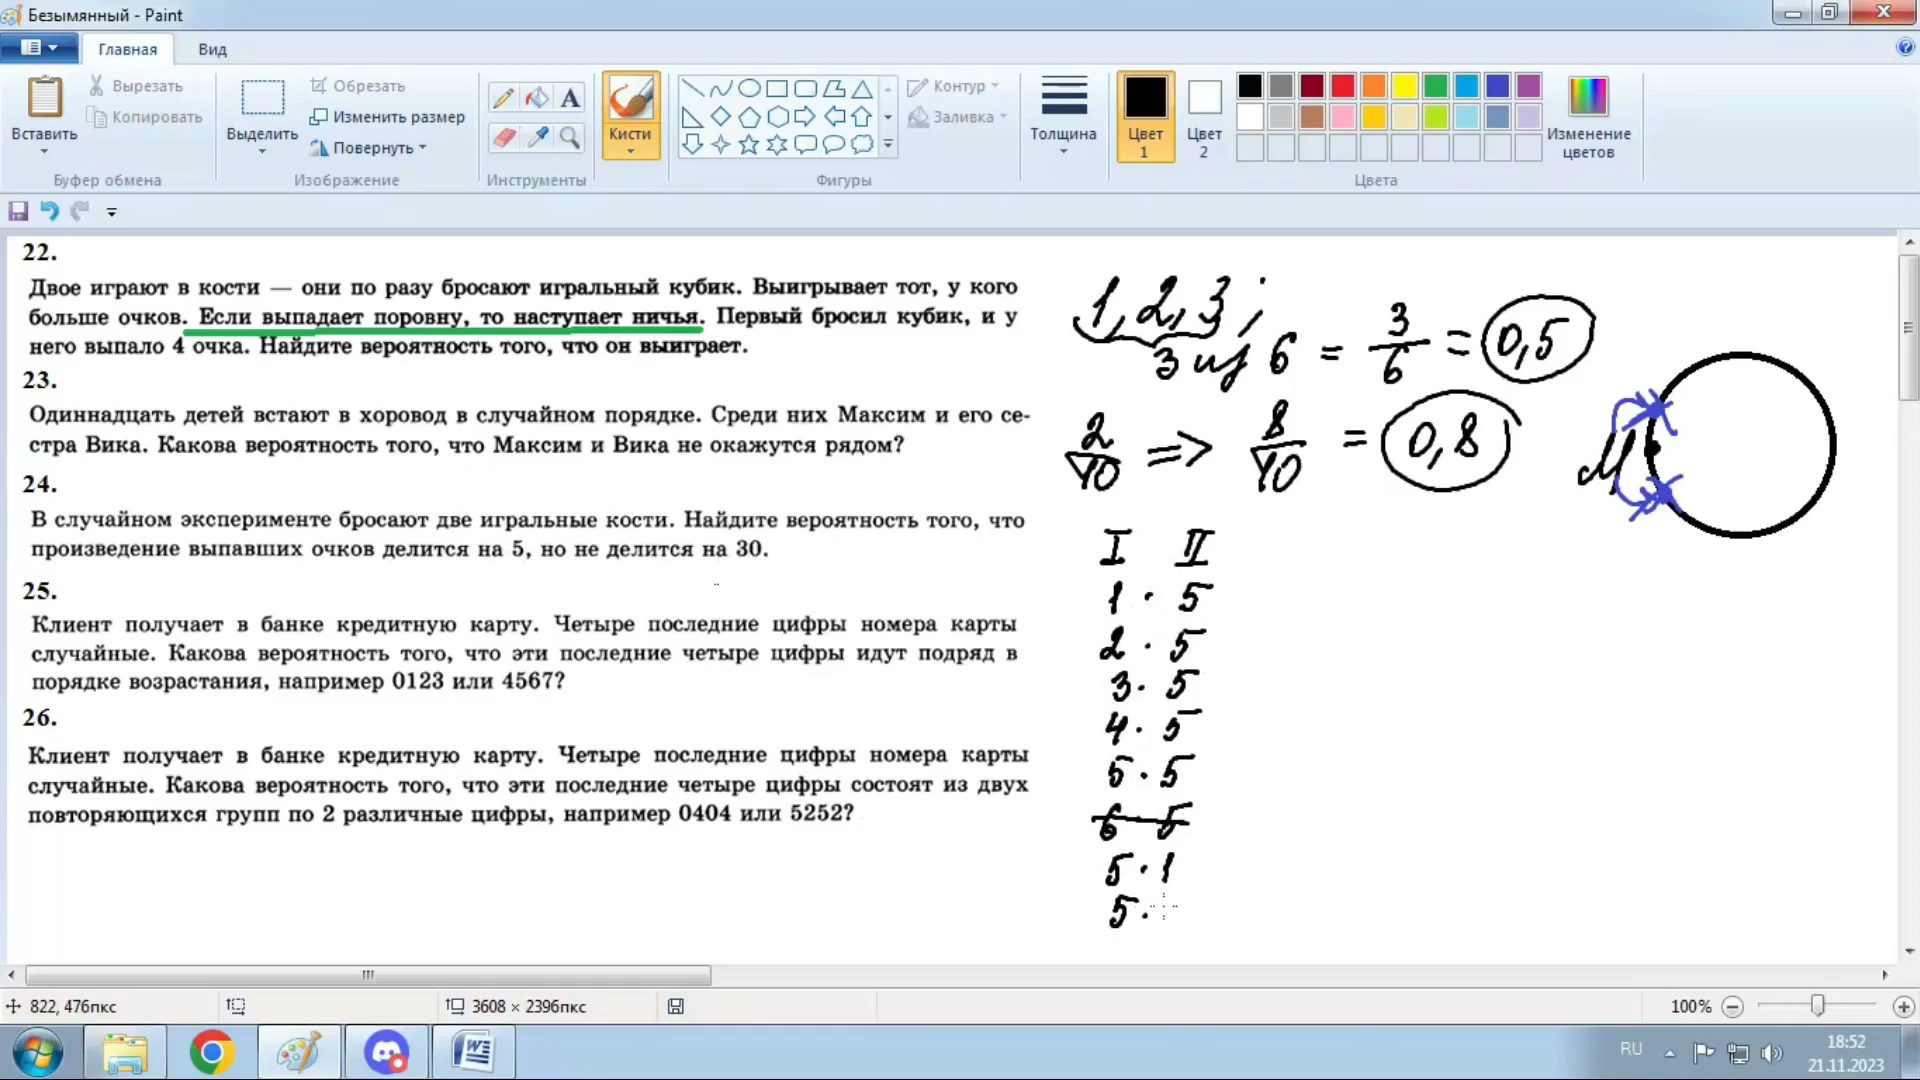 Безымянный - Paint
Главная Вид
Вставить
Вырезать
Копировать
Буфер обмена
Выделить
Обрезать
Изменить размер
Повернуть
Изображение
Инструменты
Кисти
Контур
Заливка
Фигуры
Толщина
Цвет 1
Цвет 2
Изменение цветов
Цвета
22.
Двое играют в кости — они по разу бросают игральный кубик. Выигрывает тот, у кого
больше очков. Если выпадает поровну, то наступает ничья. Первый бросил кубик, и у
него выпало 4 очка. Найдите вероятность того, что он выиграет.
23.
Одиннадцать детей встают в хоровод в случайном порядке. Среди них Максим и его се-
стра Вика. Какова вероятность того, что Максим и Вика не окажутся рядом?
24.
В случайном эксперименте бросают две игральные кости. Найдите вероятность того, что
произведение выпавших очков делится на 5, но не делится на 30.
25.
Клиент получает в банке кредитную карту. Четыре последние цифры номера карты
случайные. Какова вероятность того, что эти последние четыре цифры идут подряд в
порядке возрастания, например 0123 или 4567?
26.
Клиент получает в банке кредитную карту. Четыре последние цифры номера карты
случайные. Какова вероятность того, что эти последние четыре цифры состоят из двух
повторяющихся групп по 2 различные цифры, например 0404 или 5252?
1, 2, 3;
3 из 6 = 3/6 = 0,5
2/10 => 8/10 = 0,8
М
I II
1 · 5
2 · 5
3 · 5
4 · 5
5 · 5
6 · 5
5 · 1
5 ·
822, 476пкс
3608 × 2396пкс
100%
RU
18:52
21.11.2023